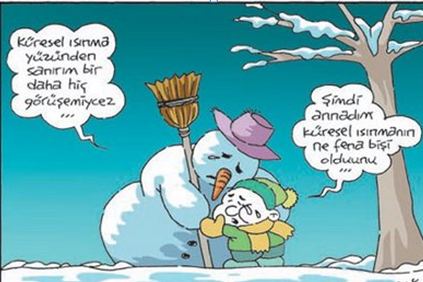 Küresel ısınma
yüzünden
sanırım bir
daha hiç
görüşemiycez
...
Şimdi
annadım
küresel ısınmanın
ne fena bişi
olduunu
...